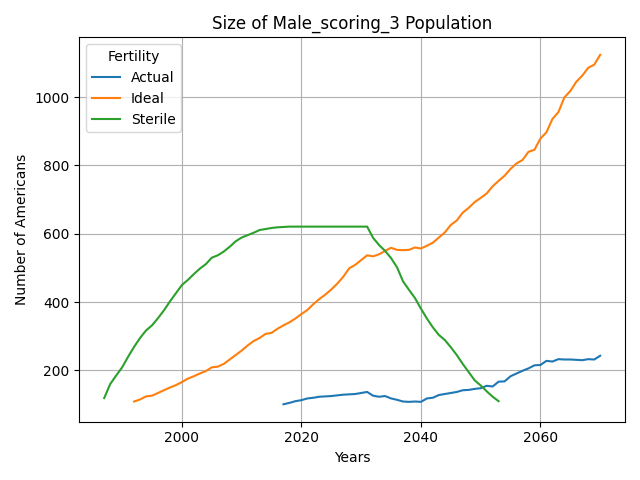 Size of Male_scoring_3 Population
Fertility
Actual
Ideal
Sterile
Number of Americans
1000
800
600
400
200
2000
2020
2040
2060
Years